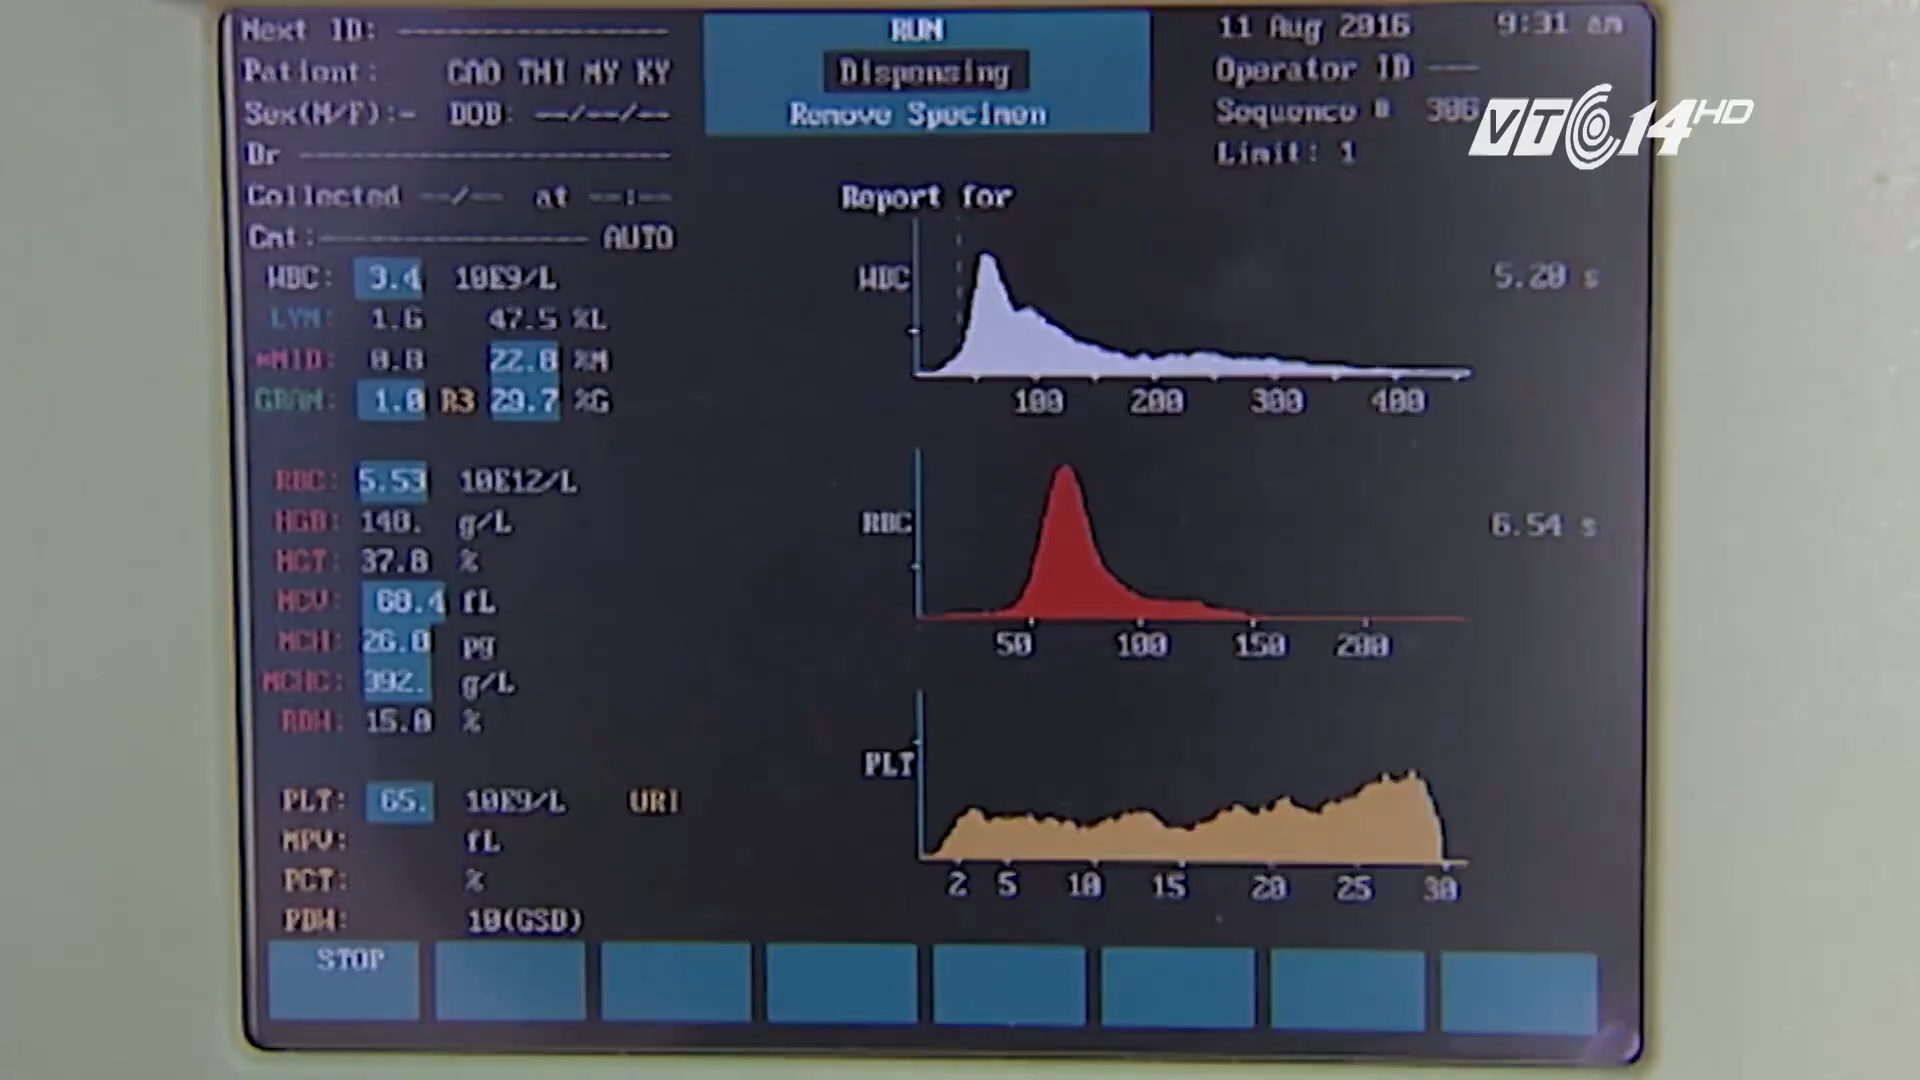 Next ID: ----------------
Patient: CAO THI MY KY
Sex(M/F):- DOB: --/--/--
Dr ----------------------
Collected --/-- at --:--
Cmt:---------------- AUTO
RUN
Dispensing
Remove Specimen
11 Aug 2016 9:31 am
Operator ID ---
Sequence # 306
Limit: 1
VTC14 HD
WBC: 3.4 10E9/L
LYM: 1.6 47.5 %L
*MID: 0.8 22.8 %M
GRAN: 1.0 R3 29.7 %G
RBC: 5.53 10E12/L
HGB: g/L
HCT: 37.8 %
MCV: 68.4 fL
MCH: 26.0 pg
MCHC: 392. g/L
RDW: 15.0 %
PLT: 65. 10E9/L URI
MPV: fL
PCT: %
PDW: 10(GSD)
Report for
WBC 5.20 s
100 200 300 400
RBC 6.54 s
50 100 150 200
PLT
2 5 10 15 20 25 30
STOP